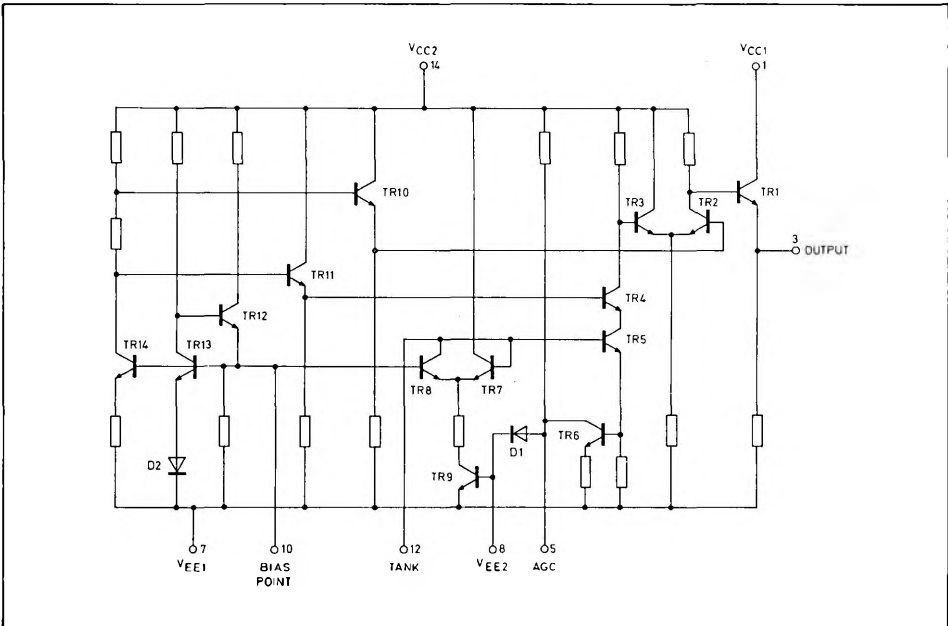 VCC2
14
VCC1
1
TR10
TR3
TR2
TR1
3
OUTPUT
TR11
TR4
TR12
TR5
TR14
TR13
TR8
TR7
D1
TR6
D2
TR9
7
VEE1
10
BIAS
POINT
12
TANK
8
VEE2
5
AGC